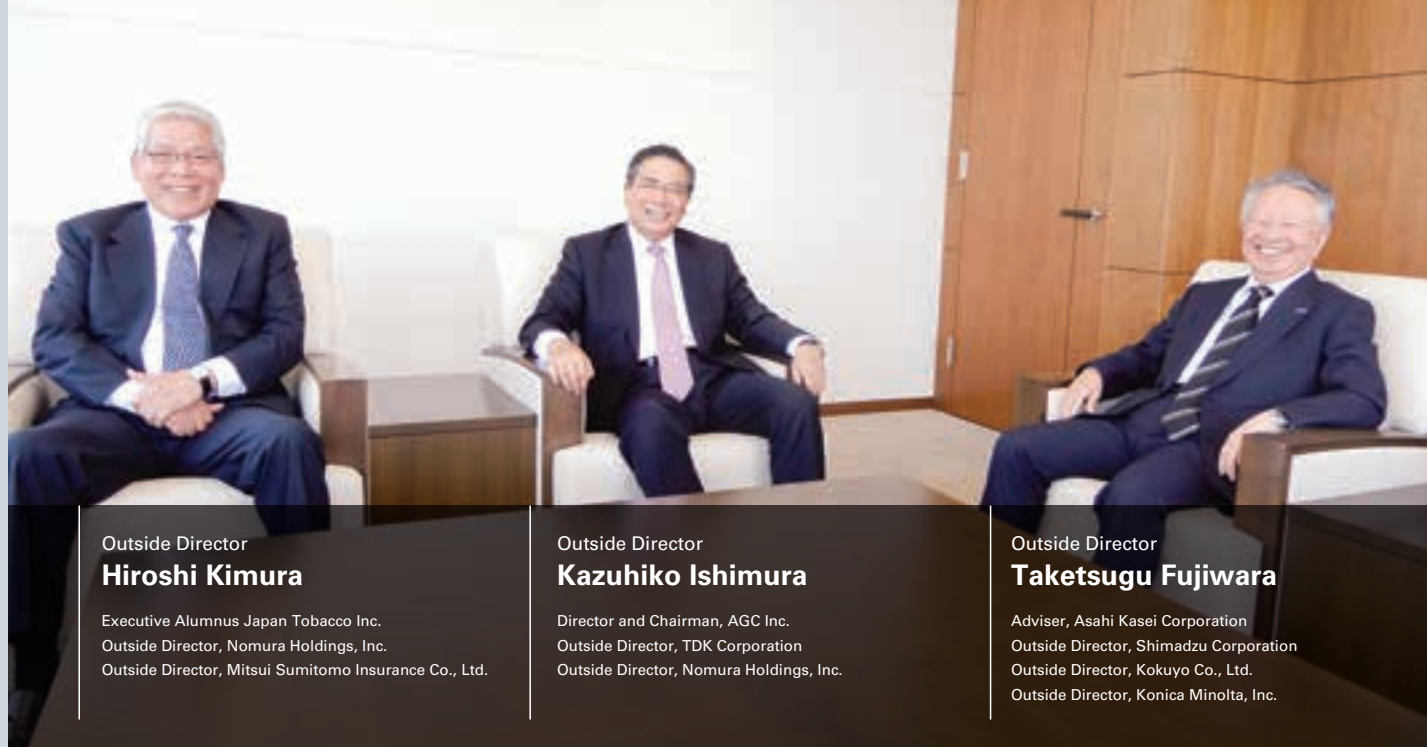 Outside Director
Hiroshi Kimura
Executive Alumnus Japan Tobacco Inc.
Outside Director, Nomura Holdings, Inc.
Outside Director, Mitsui Sumitomo Insurance Co., Ltd.
Outside Director
Kazuhiko Ishimura
Director and Chairman, AGC Inc.
Outside Director, TDK Corporation
Outside Director, Nomura Holdings, Inc.
Outside Director
Taketsugu Fujiwara
Adviser, Asahi Kasei Corporation
Outside Director, Shimadzu Corporation
Outside Director, Kokuyo Co., Ltd.
Outside Director, Konica Minolta, Inc.